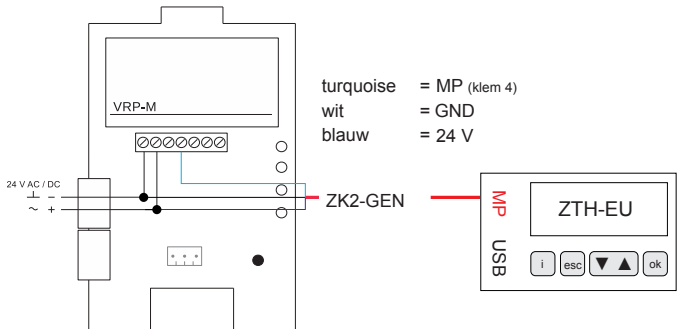 VRP-M
turquoise = MP (klem 4)
wit = GND
blauw = 24 V
24 V AC / DC
⊥ −
~ +
ZK2-GEN
MP
USB
ZTH-EU
i esc ▼ ▲ ok